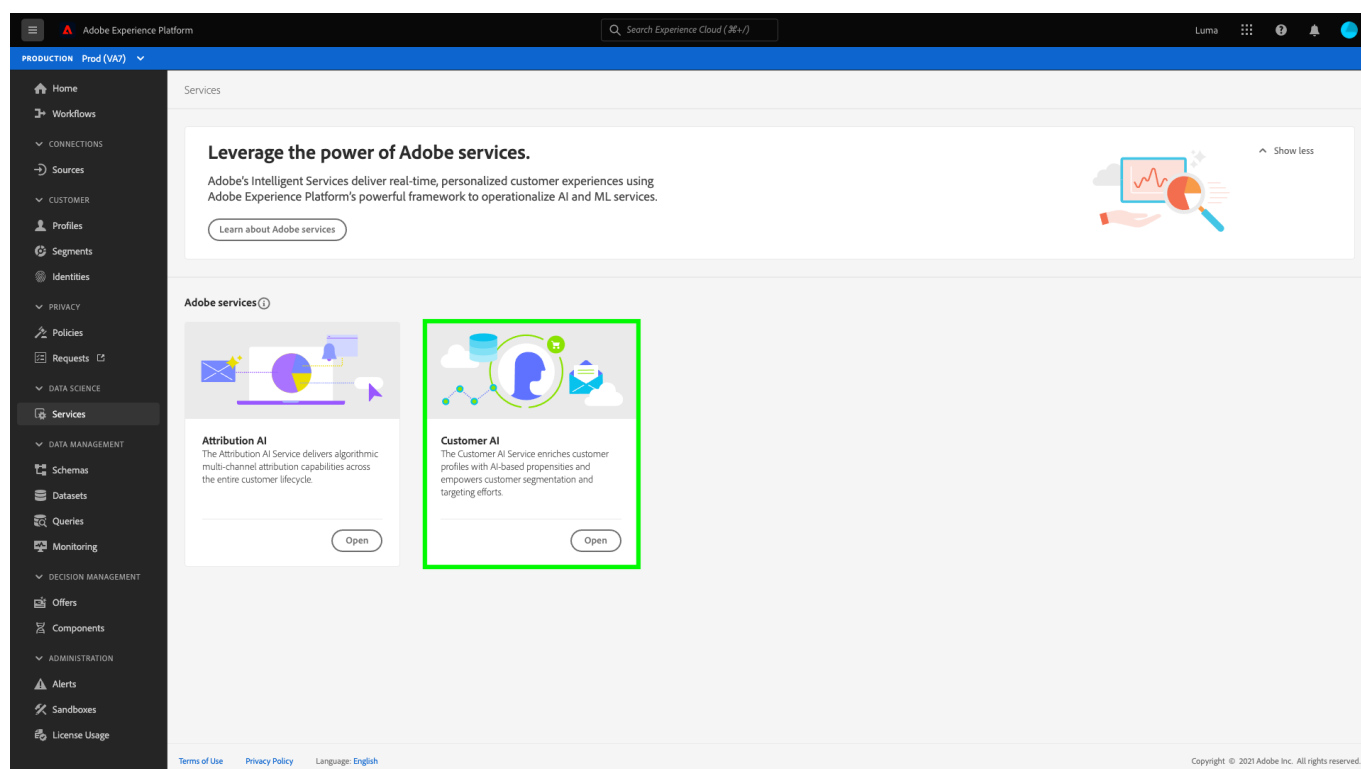 Adobe Experience Platform
Search Experience Cloud (⌘+/)
Luma
PRODUCTION Prod (VA7)
Home
Workflows
CONNECTIONS
Sources
CUSTOMER
Profiles
Segments
Identities
PRIVACY
Policies
Requests
DATA SCIENCE
Services
DATA MANAGEMENT
Schemas
Datasets
Queries
Monitoring
DECISION MANAGEMENT
Offers
Components
ADMINISTRATION
Alerts
Sandboxes
License Usage
Services
Leverage the power of Adobe services.
Show less
Adobe's Intelligent Services deliver real-time, personalized customer experiences using
Adobe Experience Platform's powerful framework to operationalize AI and ML services.
Learn about Adobe services
Adobe services
Attribution AI
The Attribution AI Service delivers algorithmic
multi-channel attribution capabilities across
the entire customer lifecycle.
Open
Customer AI
The Customer AI Service enriches customer
profiles with AI-based propensities and
empowers customer segmentation and
targeting efforts.
Open
Terms of Use Privacy Policy Language: English
Copyright © 2021 Adobe Inc. All rights reserved.